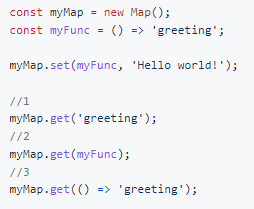 const myMap = new Map();
const myFunc = () => 'greeting';
myMap.set(myFunc, 'Hello world!');
//1
myMap.get('greeting');
//2
myMap.get(myFunc);
//3
myMap.get(() => 'greeting');